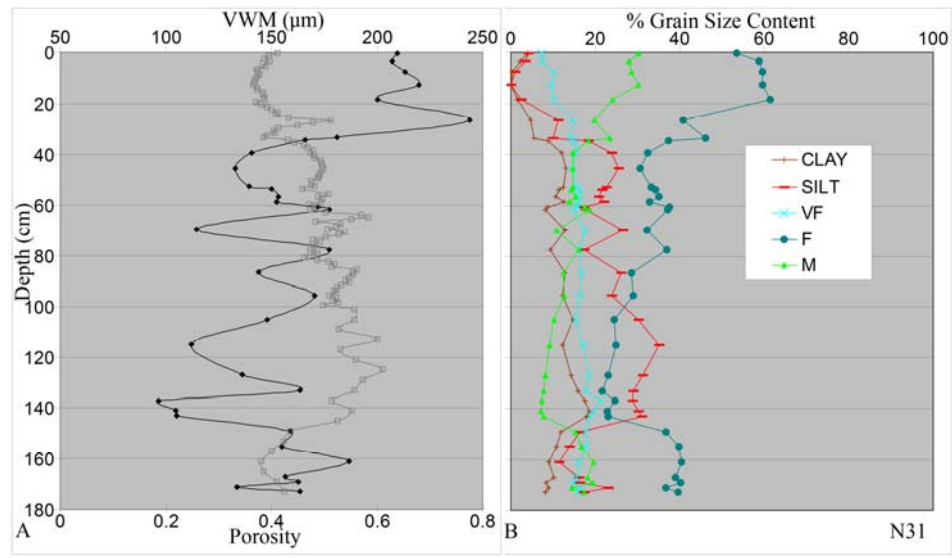 VWM (µm)
50 100 150 200 250
0
20
40
60
80
100
120
140
160
180
Depth (cm)
0 0.2 0.4 0.6 0.8
Porosity
A
% Grain Size Content
0 20 40 60 80 100
CLAY
SILT
VF
F
M
B
N31